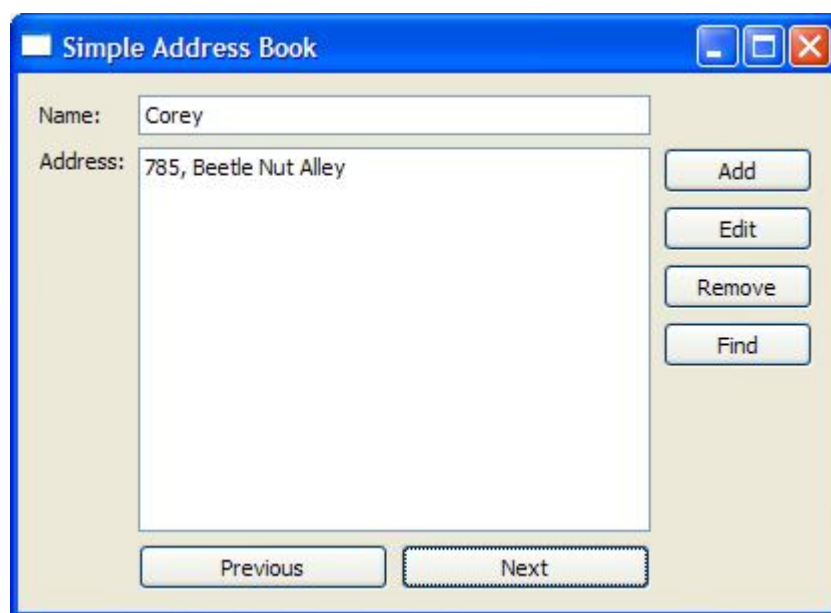 Simple Address Book
Name: Corey
Address: 785, Beetle Nut Alley
Add
Edit
Remove
Find
Previous Next